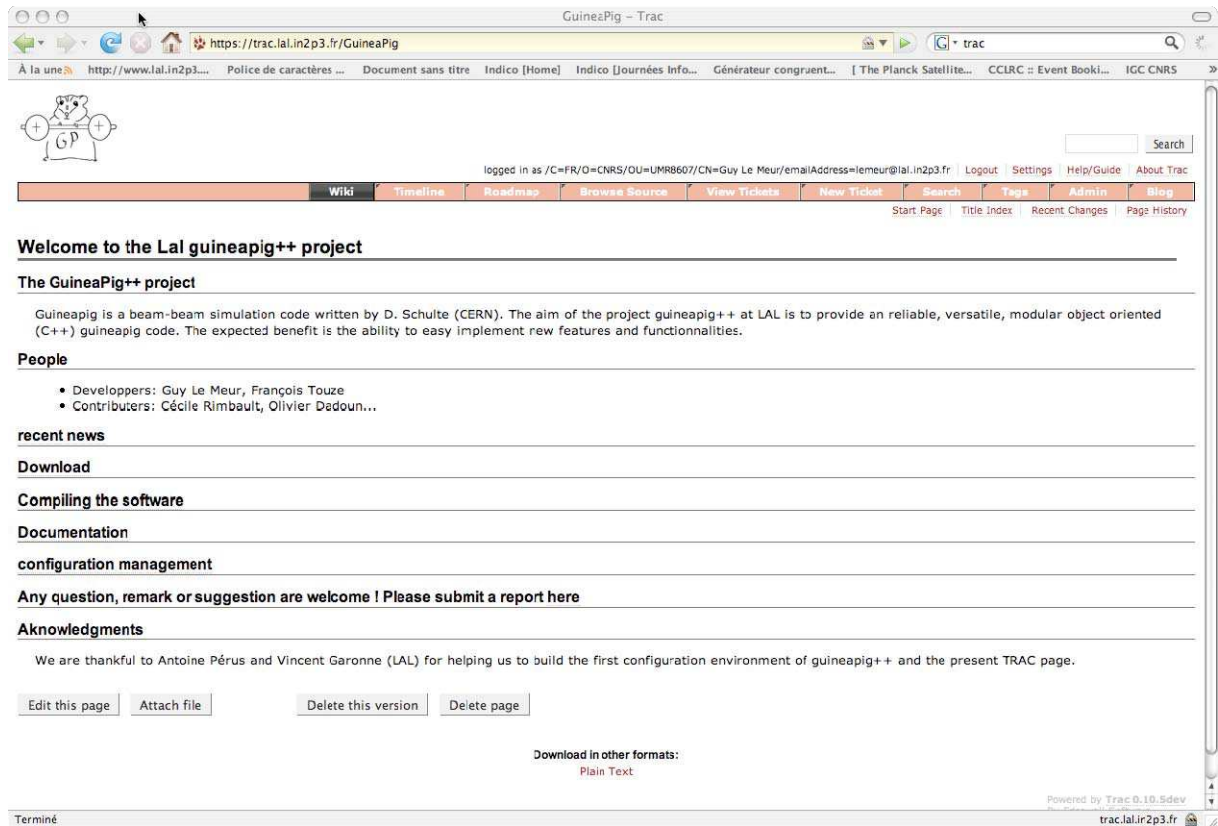 GuineaPig – Trac
https://trac.lal.in2p3.fr/GuineaPig
G trac
À la une http://www.lal.in2p3.... Police de caractères ... Document sans titre Indico [Home] Indico [Journées Info... Générateur congruent... [ The Planck Satellite... CCLRC :: Event Booki... IGC CNRS »
GP
Search
logged in as /C=FR/O=CNRS/OU=UMR8607/CN=Guy Le Meur/emailAddress=lemeur@lal.in2p3.fr Logout Settings Help/Guide About Trac
Wiki Timeline Roadmap Browse Source View Tickets New Ticket Search Tags Admin Blog
Start Page Title Index Recent Changes Page History
Welcome to the Lal guineapig++ project
The GuineaPig++ project
Guineapig is a beam-beam simulation code written by D. Schulte (CERN). The aim of the project guineapig++ at LAL is to provide an reliable, versatile, modular object oriented
(C++) guineapig code. The expected benefit is the ability to easy implement new features and functionnalities.
People
• Developpers: Guy Le Meur, François Touze
• Contributers: Cécile Rimbault, Olivier Dadoun...
recent news
Download
Compiling the software
Documentation
configuration management
Any question, remark or suggestion are welcome ! Please submit a report here
Aknowledgments
We are thankful to Antoine Pérus and Vincent Garonne (LAL) for helping us to build the first configuration environment of guineapig++ and the present TRAC page.
Edit this page Attach file Delete this version Delete page
Download in other formats:
Plain Text
Powered by Trac 0.10.5dev
Terminé trac.lal.in2p3.fr